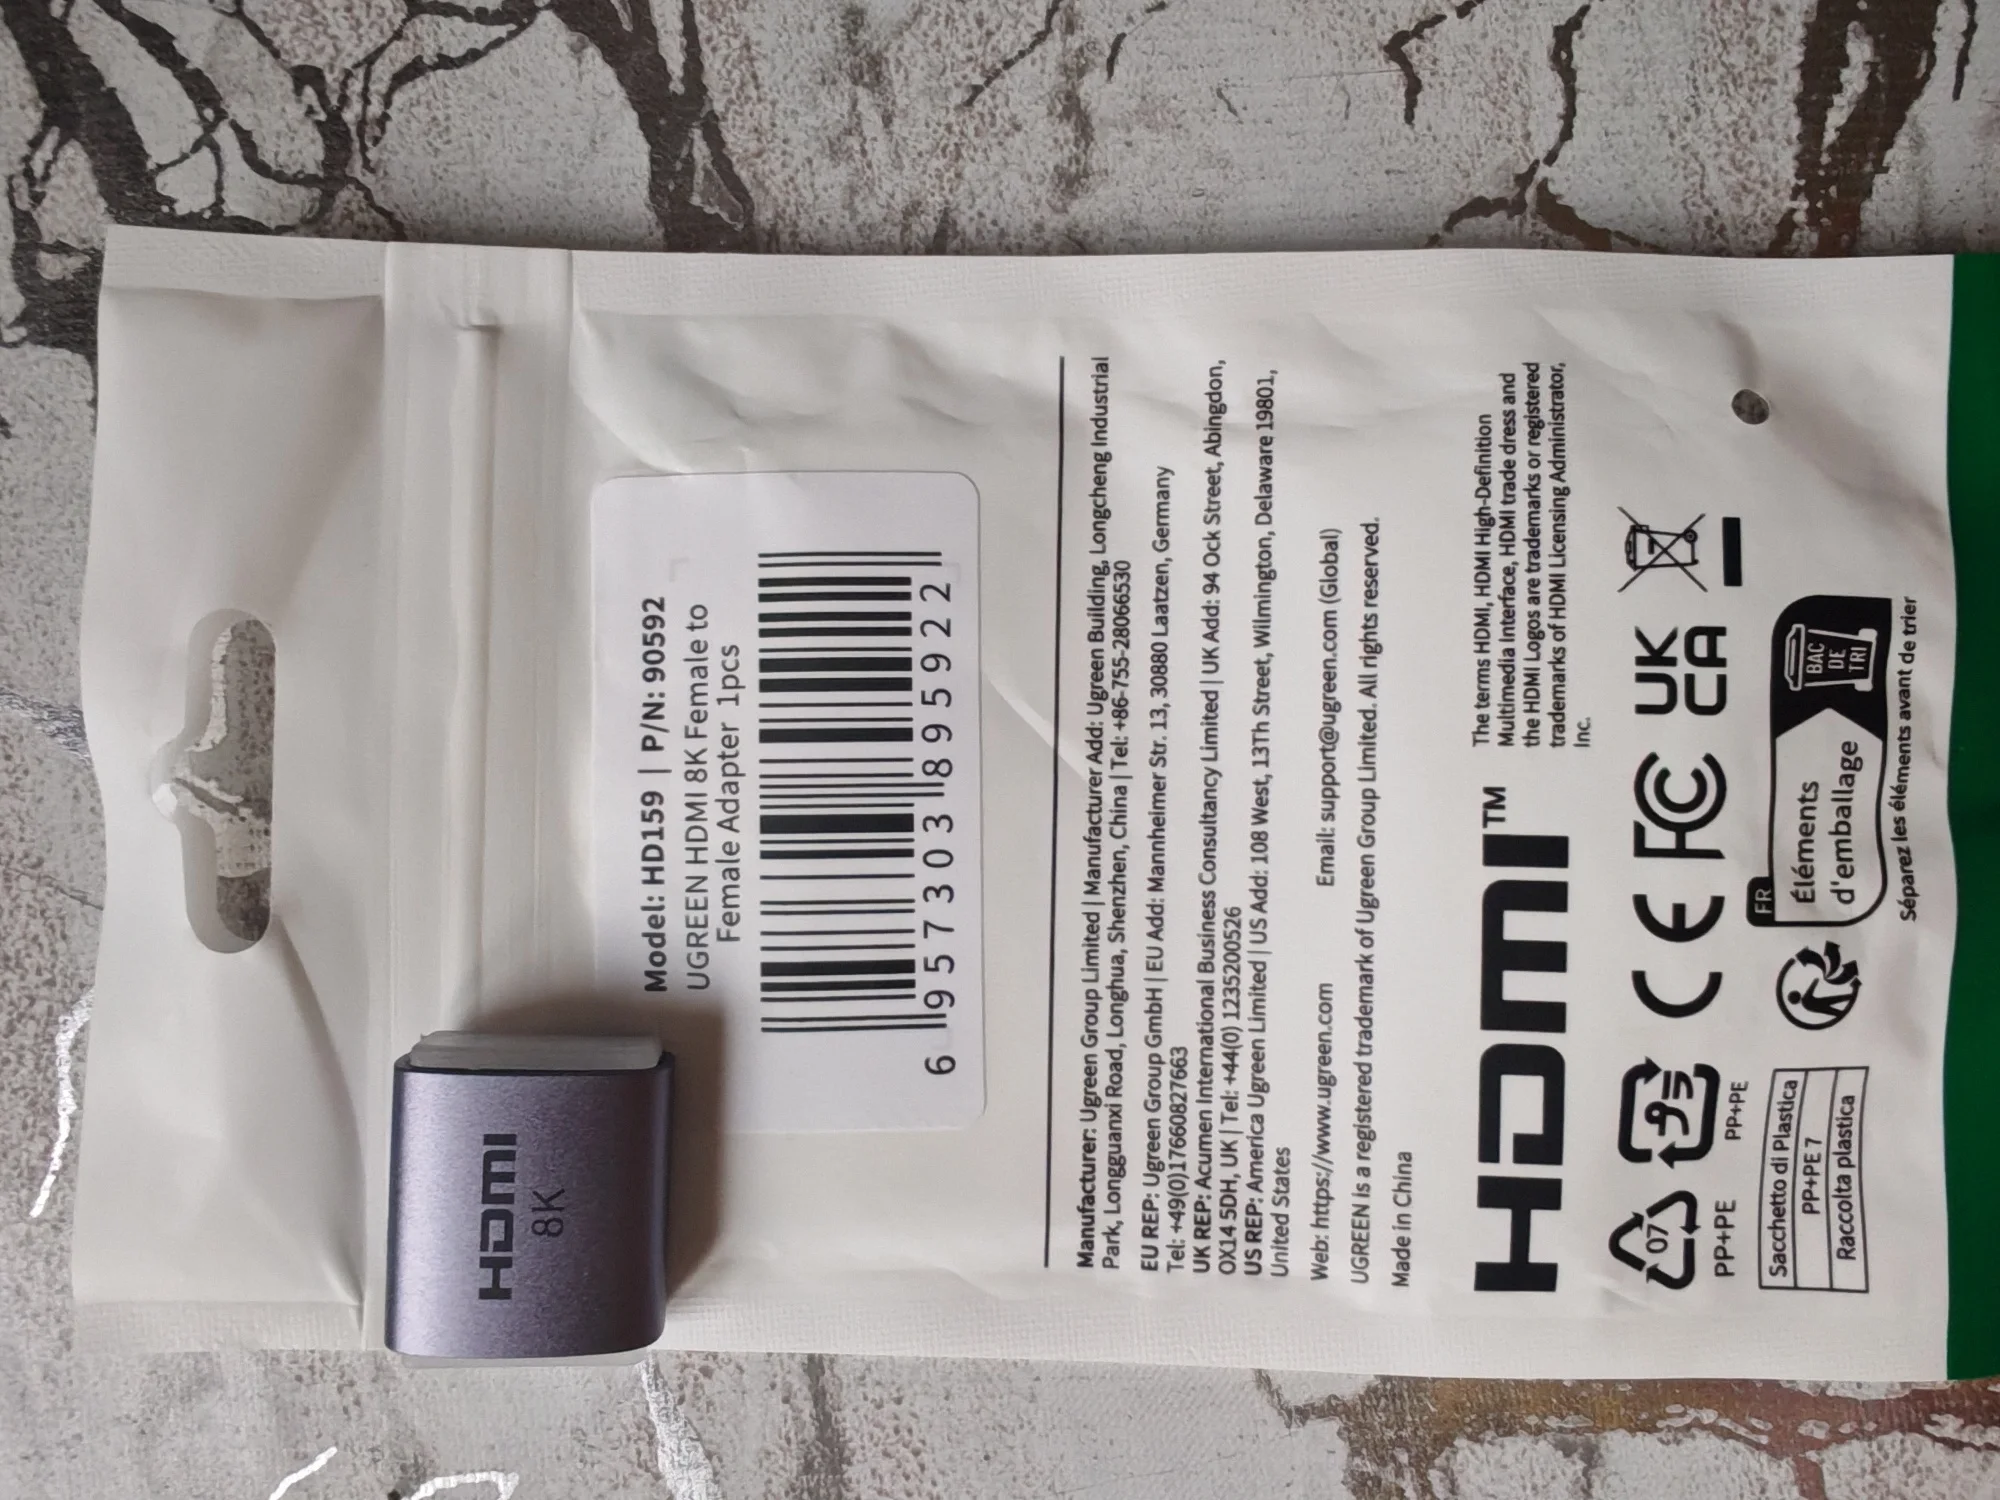 Model: HD159 | P/N: 90592
UGREEN HDMI 8K Female to
Female Adapter 1pcs
6 957303 895922
HDMI
8K
Manufacturer: Ugreen Group Limited | Manufacturer Add: Ugreen Building, Longcheng Industrial
Park, Longguanxi Road, Longhua, Shenzhen, China | Tel: +86-755-28066530
EU REP: Ugreen Group GmbH | EU Add: Mannheimer Str. 13, 30880 Laatzen, Germany
Tel: +49(0)17660827663
UK REP: Acumen International Business Consultancy Limited | UK Add: 94 Ock Street, Abingdon,
OX14 5DH, UK | Tel: +44(0) 1235200526
US REP: America Ugreen Limited | US Add: 108 West, 13Th Street, Wilmington, Delaware 19801,
United States
Web: https://www.ugreen.com Email: support@ugreen.com (Global)
UGREEN is a registered trademark of Ugreen Group Limited. All rights reserved.
Made in China
HDMI™
The terms HDMI, HDMI High-Definition
Multimedia Interface, HDMI trade dress and
the HDMI Logos are trademarks or registered
trademarks of HDMI Licensing Administrator,
Inc.
07
PP+PE
PP+PE
CE FC UK
CA
Sacchetto di Plastica
PP+PE 7
Raccolta plastica
FR
Éléments
d'emballage
BAC
DE
TRI
Séparez les éléments avant de trier